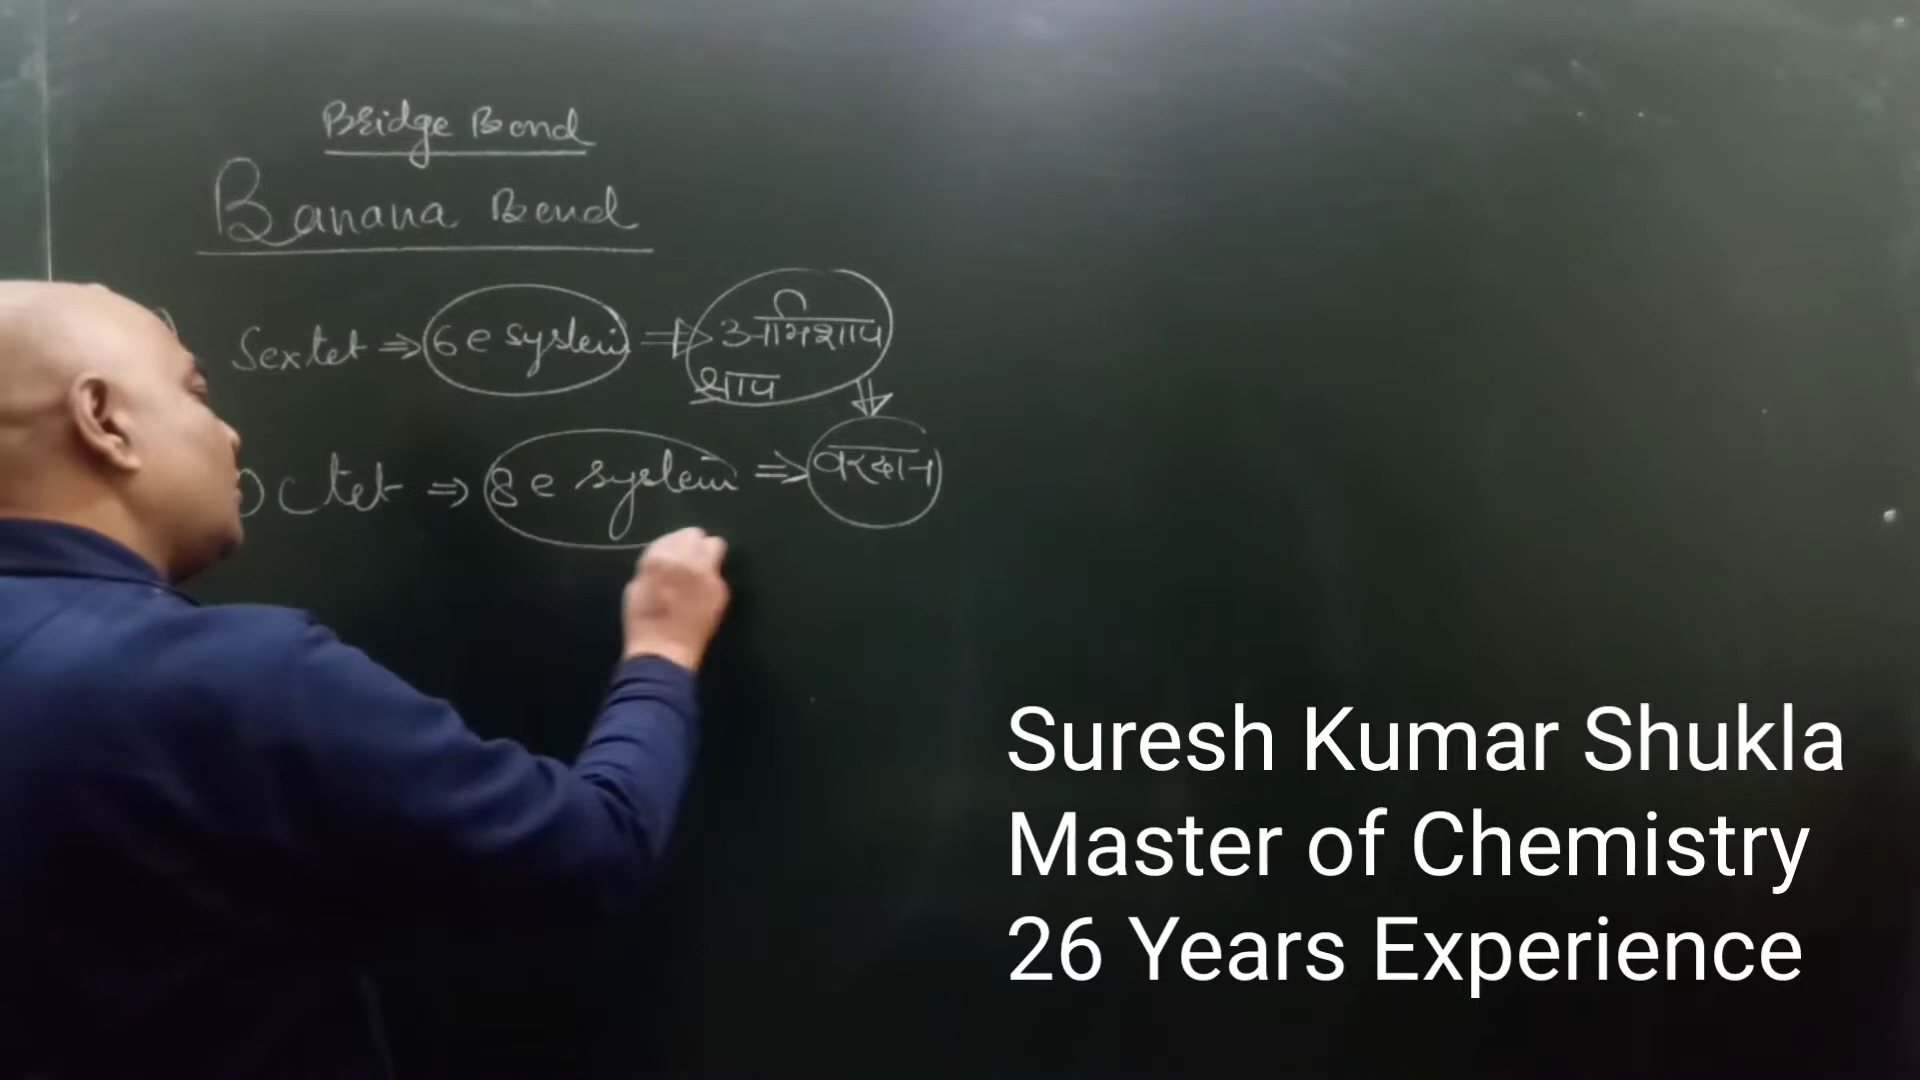 Bridge Bond
Banana Bond
Sextet ⇒ 6e system ⇒ अभिशाप
श्राप
Octet ⇒ 8e system ⇒ वरदान
Suresh Kumar Shukla
Master of Chemistry
26 Years Experience